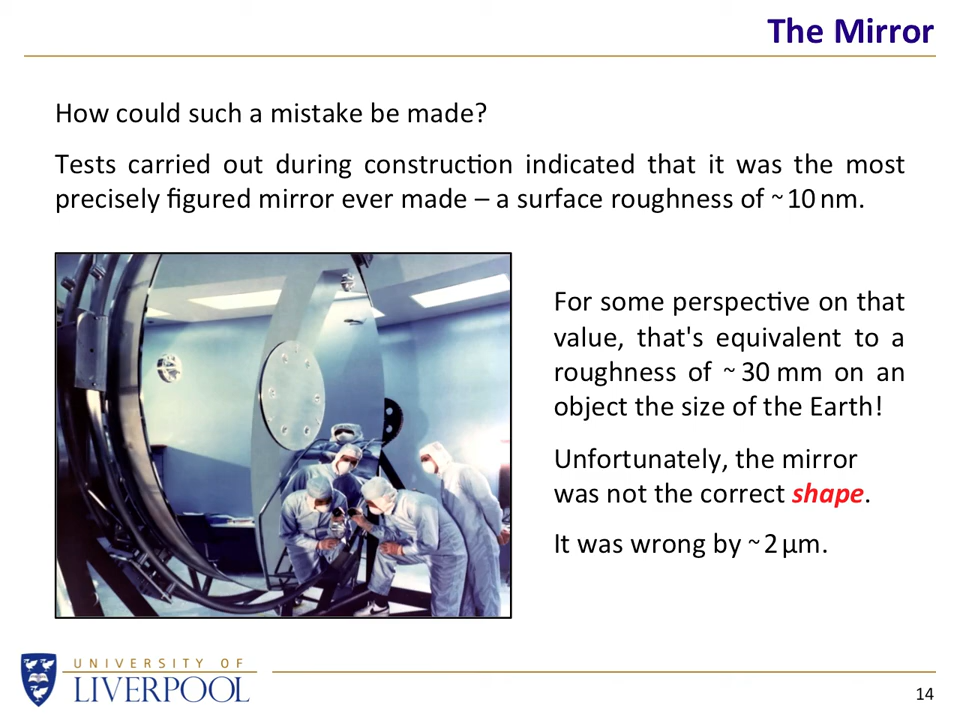 The Mirror
How could such a mistake be made?
Tests carried out during construction indicated that it was the most
precisely figured mirror ever made – a surface roughness of ~10 nm.
For some perspective on that
value, that's equivalent to a
roughness of ~ 30 mm on an
object the size of the Earth!
Unfortunately, the mirror
was not the correct shape.
It was wrong by ~2 μm.
UNIVERSITY OF
LIVERPOOL
14